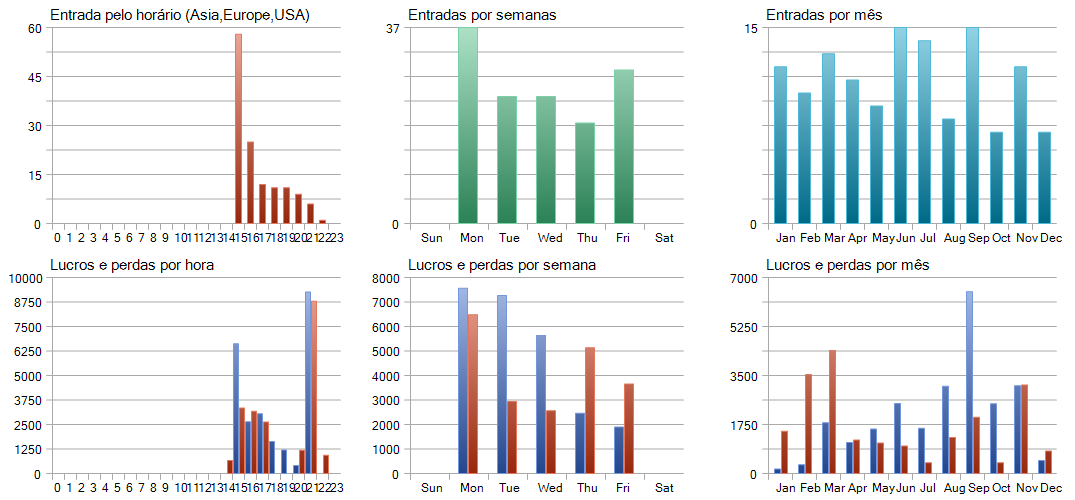 Entrada pelo horário (Asia,Europe,USA)
60
45
30
15
0
0 1 2 3 4 5 6 7 8 9 10 11 12 13 14 15 16 17 18 19 20 21 22 23
Entradas por semanas
37
0
Sun Mon Tue Wed Thu Fri Sat
Entradas por mês
15
0
Jan Feb Mar Apr May Jun Jul Aug Sep Oct Nov Dec
Lucros e perdas por hora
10000
8750
7500
6250
5000
3750
2500
1250
0
0 1 2 3 4 5 6 7 8 9 10 11 12 13 14 15 16 17 18 19 20 21 22 23
Lucros e perdas por semana
8000
7000
6000
5000
4000
3000
2000
1000
0
Sun Mon Tue Wed Thu Fri Sat
Lucros e perdas por mês
7000
5250
3500
1750
0
Jan Feb Mar Apr May Jun Jul Aug Sep Oct Nov Dec